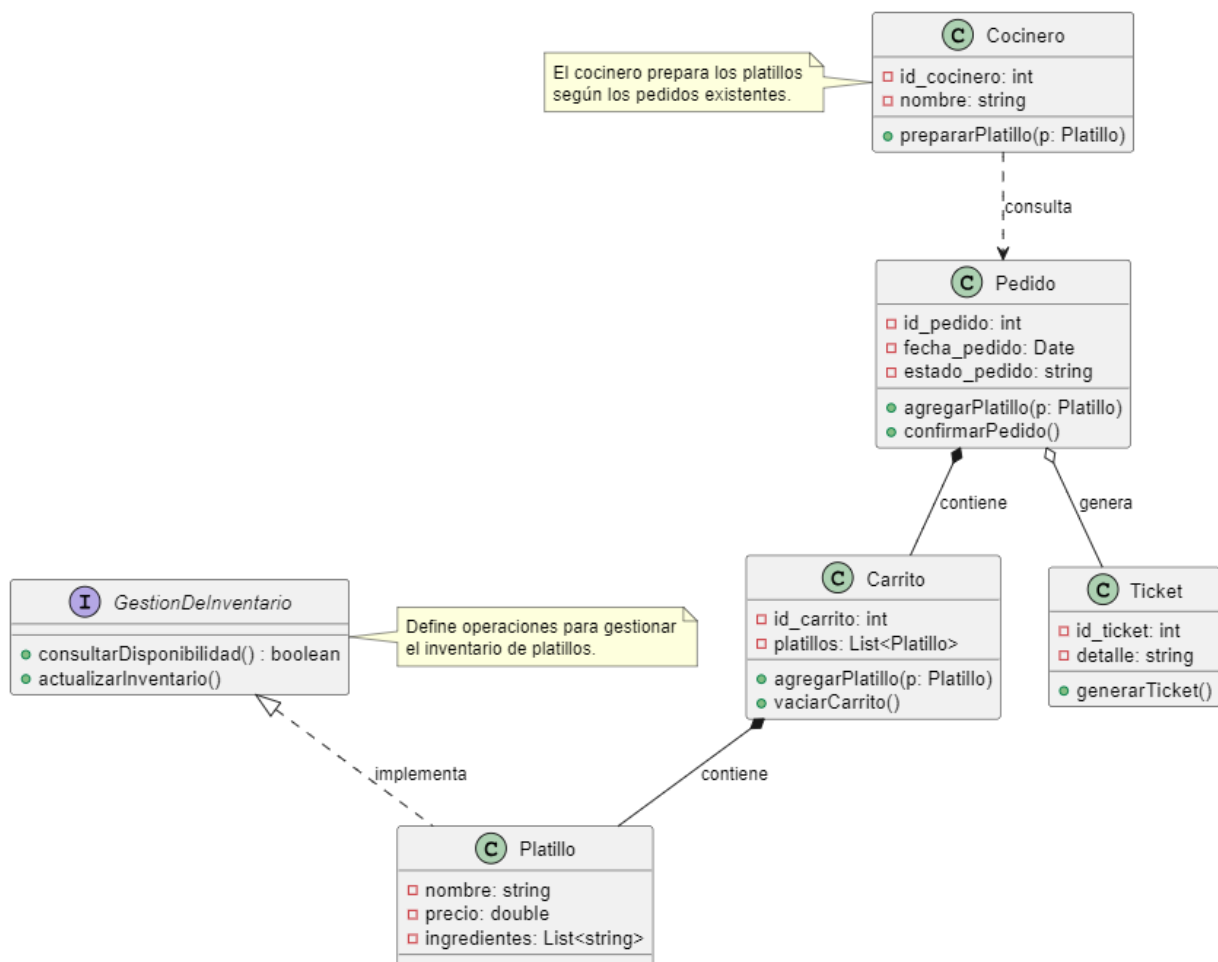 C Cocinero
id_cocinero: int
nombre: string
prepararPlatillo(p: Platillo)
El cocinero prepara los platillos
según los pedidos existentes.
consulta
C Pedido
id_pedido: int
fecha_pedido: Date
estado_pedido: string
agregarPlatillo(p: Platillo)
confirmarPedido()
contiene
genera
I GestionDeInventario
consultarDisponibilidad() : boolean
actualizarInventario()
Define operaciones para gestionar
el inventario de platillos.
C Carrito
id_carrito: int
platillos: List<Platillo>
agregarPlatillo(p: Platillo)
vaciarCarrito()
C Ticket
id_ticket: int
detalle: string
generarTicket()
implementa
contiene
C Platillo
nombre: string
precio: double
ingredientes: List<string>